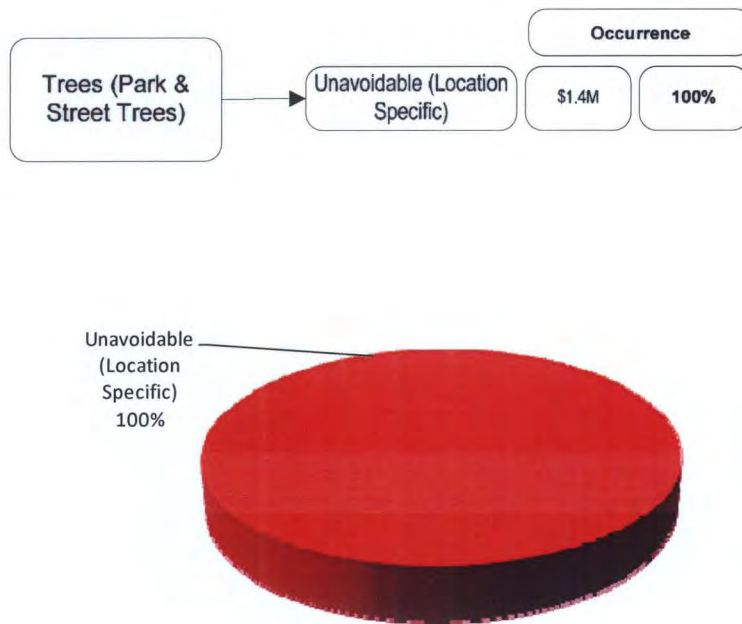 Occurrence
Trees (Park &
Street Trees)
Unavoidable (Location
Specific)
$1.4M
100%
Unavoidable
(Location
Specific)
100%